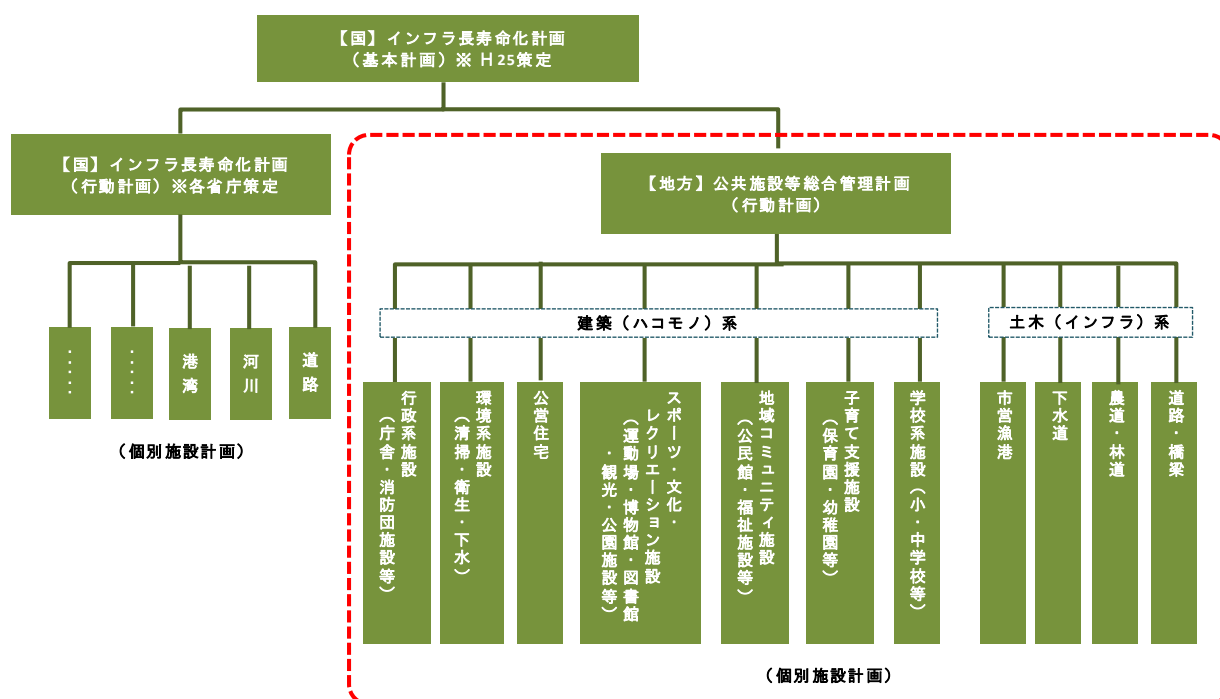 【国】インフラ長寿命化計画
（基本計画）※ H25策定
【国】インフラ長寿命化計画
（行動計画）※各省庁策定
【地方】公共施設等総合管理計画
（行動計画）
建築（ハコモノ）系
土木（インフラ）系
・・・・・
・・・・・
港湾
河川
道路
（個別施設計画）
行政系施設
（庁舎・消防団施設等）
環境系施設
（清掃・衛生・下水）
公営住宅
スポーツ・文化・
レクリエーション施設
（運動場・博物館・図書館
・観光・公園施設等）
地域コミュニティ施設
（公民館・福祉施設等）
子育て支援施設
（保育園・幼稚園等）
学校系施設（小・中学校等）
市営漁港
下水道
農道・林道
道路・橋梁
（個別施設計画）